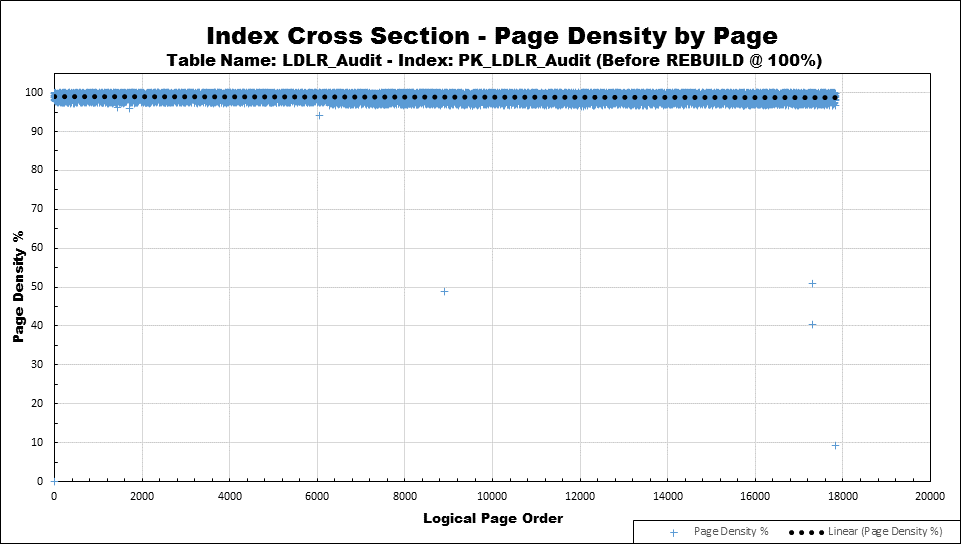 Index Cross Section - Page Density by Page
Table Name: LDLR_Audit - Index: PK_LDLR_Audit (Before REBUILD @ 100%)
100
90
80
70
60
50
40
30
20
10
0
Page Density %
0 2000 4000 6000 8000 10000 12000 14000 16000 18000 20000
Logical Page Order
Page Density % Linear (Page Density %)